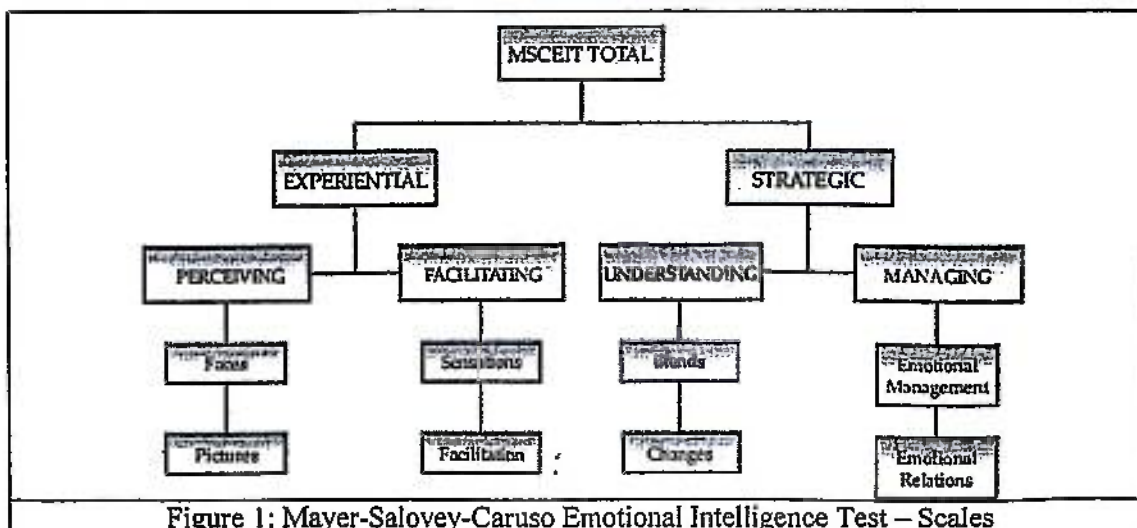 MSCEIT TOTAL
EXPERIENTIAL
STRATEGIC
PERCEIVING
FACILITATING
UNDERSTANDING
MANAGING
Faces
Sensations
Blends
Emotional
Management
Pictures
Facilitation
Changes
Emotional
Relations
Figure 1: Mayer-Salovey-Caruso Emotional Intelligence Test – Scales